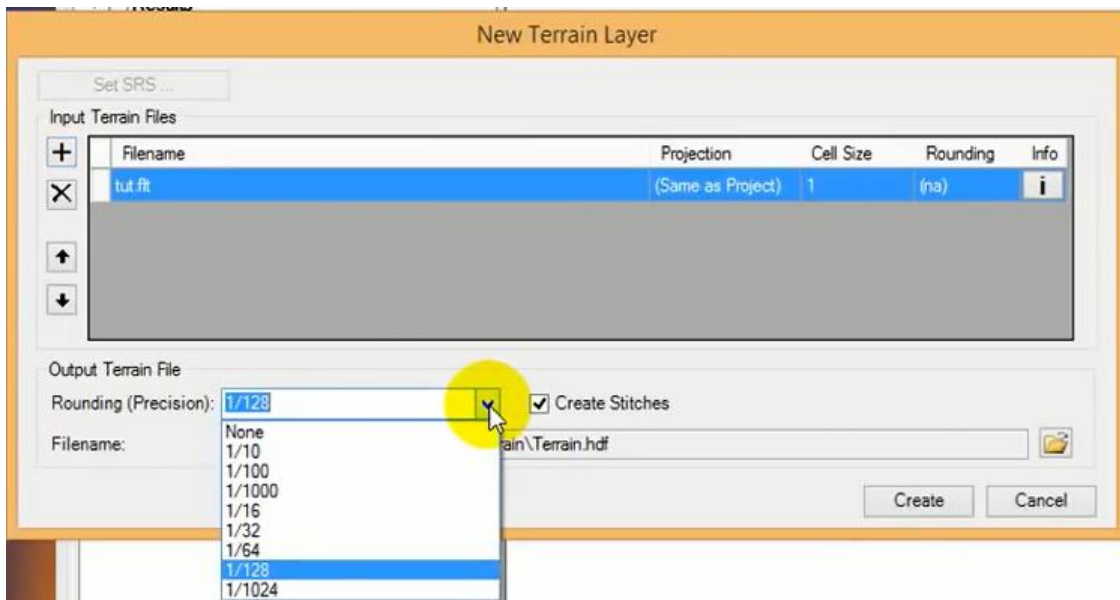 New Terrain Layer
Set SRS ...
Input Terrain Files
Filename Projection Cell Size Rounding Info
tut.flt (Same as Project) 1 (na) i
Output Terrain File
Rounding (Precision): 1/128 Create Stitches
Filename: ain\Terrain.hdf
None
1/10
1/100
1/1000
1/16
1/32
1/64
1/128
1/1024
Create Cancel